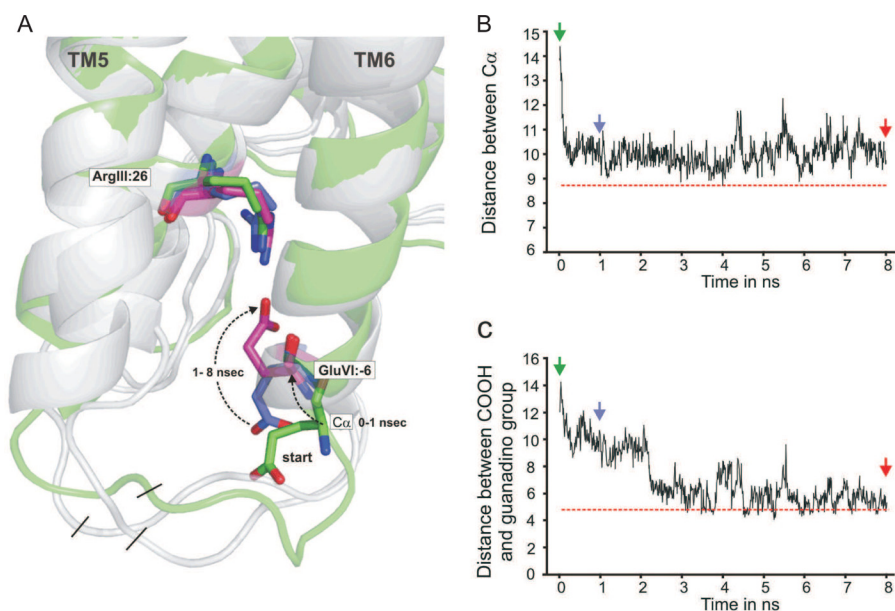 A
TM5
TM6
ArgIII:26
1- 8 nsec
GluVI:-6
Cα 0-1 nsec
start
B
Distance between Cα
15
14
13
12
11
10
9
8
7
6
0 1 2 3 4 5 6 7 8
Time in ns
C
Distance between COOH
and guanadino group
16
14
12
10
8
6
4
2
0
0 1 2 3 4 5 6 7 8
Time in ns